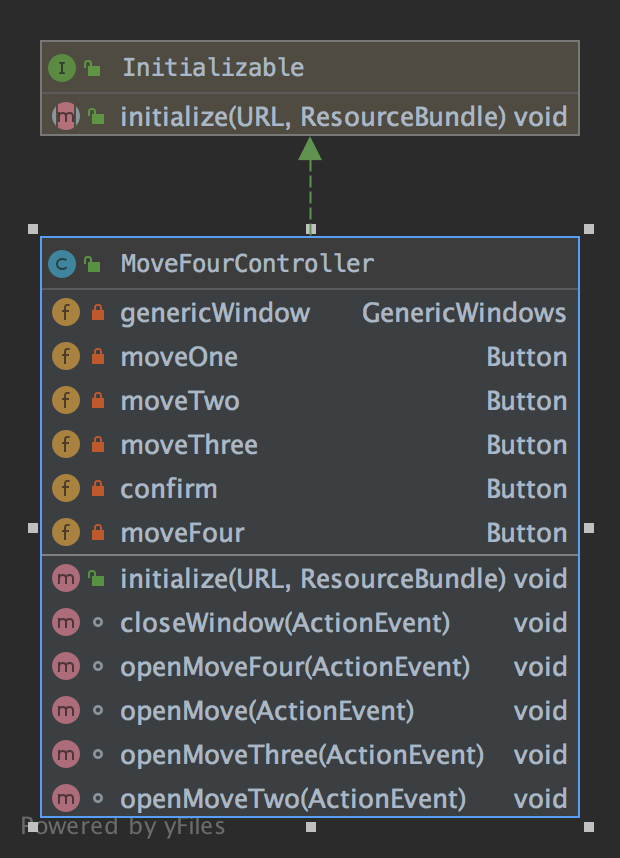 I Initializable
m initialize(URL, ResourceBundle) void
C MoveFourController
f genericWindow GenericWindows
f moveOne Button
f moveTwo Button
f moveThree Button
f confirm Button
f moveFour Button
m initialize(URL, ResourceBundle) void
m closeWindow(ActionEvent) void
m openMoveFour(ActionEvent) void
m openMove(ActionEvent) void
m openMoveThree(ActionEvent) void
m openMoveTwo(ActionEvent) void
Powered by yFiles